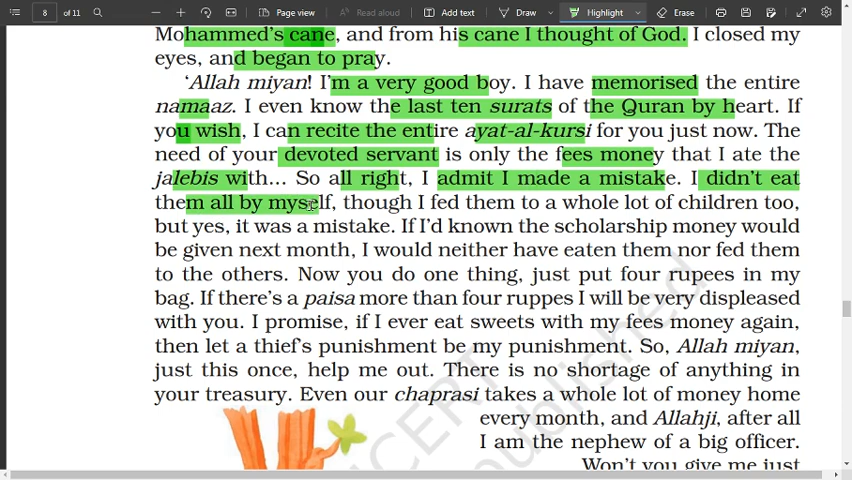 8 of 11
Page view
Read aloud
Add text
Draw
Highlight
Erase
Mohammed's cane, and from his cane I thought of God. I closed my
eyes, and began to pray.
'Allah miyan! I'm a very good boy. I have memorised the entire
namaaz. I even know the last ten surats of the Quran by heart. If
you wish, I can recite the entire ayat-al-kursi for you just now. The
need of your devoted servant is only the fees money that I ate the
jalebis with... So all right, I admit I made a mistake. I didn't eat
them all by myself, though I fed them to a whole lot of children too,
but yes, it was a mistake. If I'd known the scholarship money would
be given next month, I would neither have eaten them nor fed them
to the others. Now you do one thing, just put four rupees in my
bag. If there's a paisa more than four ruppes I will be very displeased
with you. I promise, if I ever eat sweets with my fees money again,
then let a thief's punishment be my punishment. So, Allah miyan,
just this once, help me out. There is no shortage of anything in
your treasury. Even our chaprasi takes a whole lot of money home
every month, and Allahji, after all
I am the nephew of a big officer.
Won't you give me just
NCERT
published